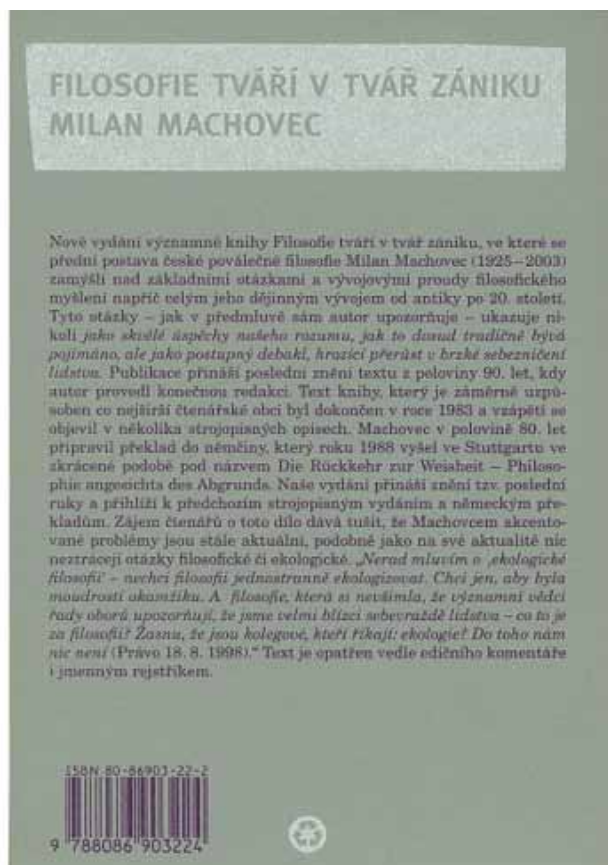 FILOSOFIE TVÁŘÍ V TVÁŘ ZÁNIKU
MILAN MACHOVEC
Nové vydání významné knihy Filosofie tváří v tvář zániku, ve které se
přední postava české poválečné filosofie Milan Machovec (1925–2003)
zamýšlí nad základními otázkami a vývojovými proudy filosofického
myšlení napříč celým jeho dějinným vývojem od antiky po 20. století.
Tyto otázky – jak v předmluvě sám autor upozorňuje – ukazuje ni-
koli jako skvělé úspěchy našeho rozumu, jak to dosud tradičně bývá
pojímáno, ale jako postupný debakl, hrozící přerůst v brzké sebezničení
lidstva. Publikace přináší poslední znění textu z poloviny 90. let, kdy
autor provedl konečnou redakci. Text knihy, který je záměrně uzpů-
soben co nejširší čtenářské obci byl dokončen v roce 1983 a vzápětí se
objevil v několika strojopisných opisech. Machovec v polovině 80. let
připravil překlad do němčiny, který roku 1988 vyšel ve Stuttgartu ve
zkrácené podobě pod názvem Die Rückkehr zur Weisheit – Philoso-
phie angesichts des Abgrunds. Naše vydání přináší znění tzv. poslední
ruky a přihlíží k předchozím strojopisným vydáním a německým pře-
kladům. Zájem čtenářů o toto dílo dává tušit, že Machovcem akcento-
vané problémy jsou stále aktuální, podobně jako na své aktualitě nic
neztrácejí otázky filosofické či ekologické. „Nerad mluvím o ‚ekologické
filosofii‘ – nechci filosofii jednostranně ekologizovat. Chci jen, aby byla
moudrostí okamžiku. A filosofie, která si nevšimla, že významní vědci
řady oborů upozorňují, že jsme velmi blízci sebevraždě lidstva – co to je
za filosofii? Žasnu, že jsou kolegové, kteří říkají: ekologie? Do toho nám
nic není (Právo 18. 8. 1998).“ Text je opatřen vedle edičního komentáře
i jmenným rejstříkem.
ISBN 80-86903-22-2
9 788086 903224